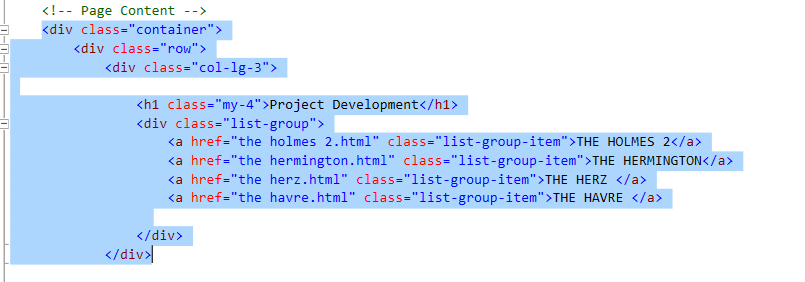 <!-- Page Content -->
<div class="container">
<div class="row">
<div class="col-lg-3">
<h1 class="my-4">Project Development</h1>
<div class="list-group">
<a href="the holmes 2.html" class="list-group-item">THE HOLMES 2</a>
<a href="the hermington.html" class="list-group-item">THE HERMINGTON</a>
<a href="the herz.html" class="list-group-item">THE HERZ </a>
<a href="the havre.html" class="list-group-item">THE HAVRE </a>
</div>
</div>